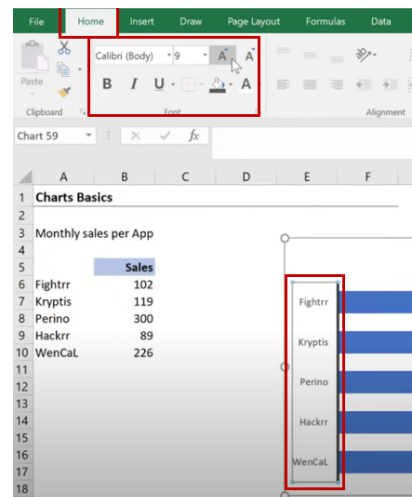 File Home Insert Draw Page Layout Formulas Data
Calibri (Body) 9 A A
Paste B I U A
Clipboard Font Alignment
Chart 59 fx
A B C D E F
1 Charts Basics
2
3 Monthly sales per App
4
5 Sales
6 Fightrr 102
7 Kryptis 119
8 Perino 300
9 Hackrr 89
10 WenCaL 226
11
12
13
14
15
16
17
18
Fightrr
Kryptis
Perino
Hackrr
WenCaL